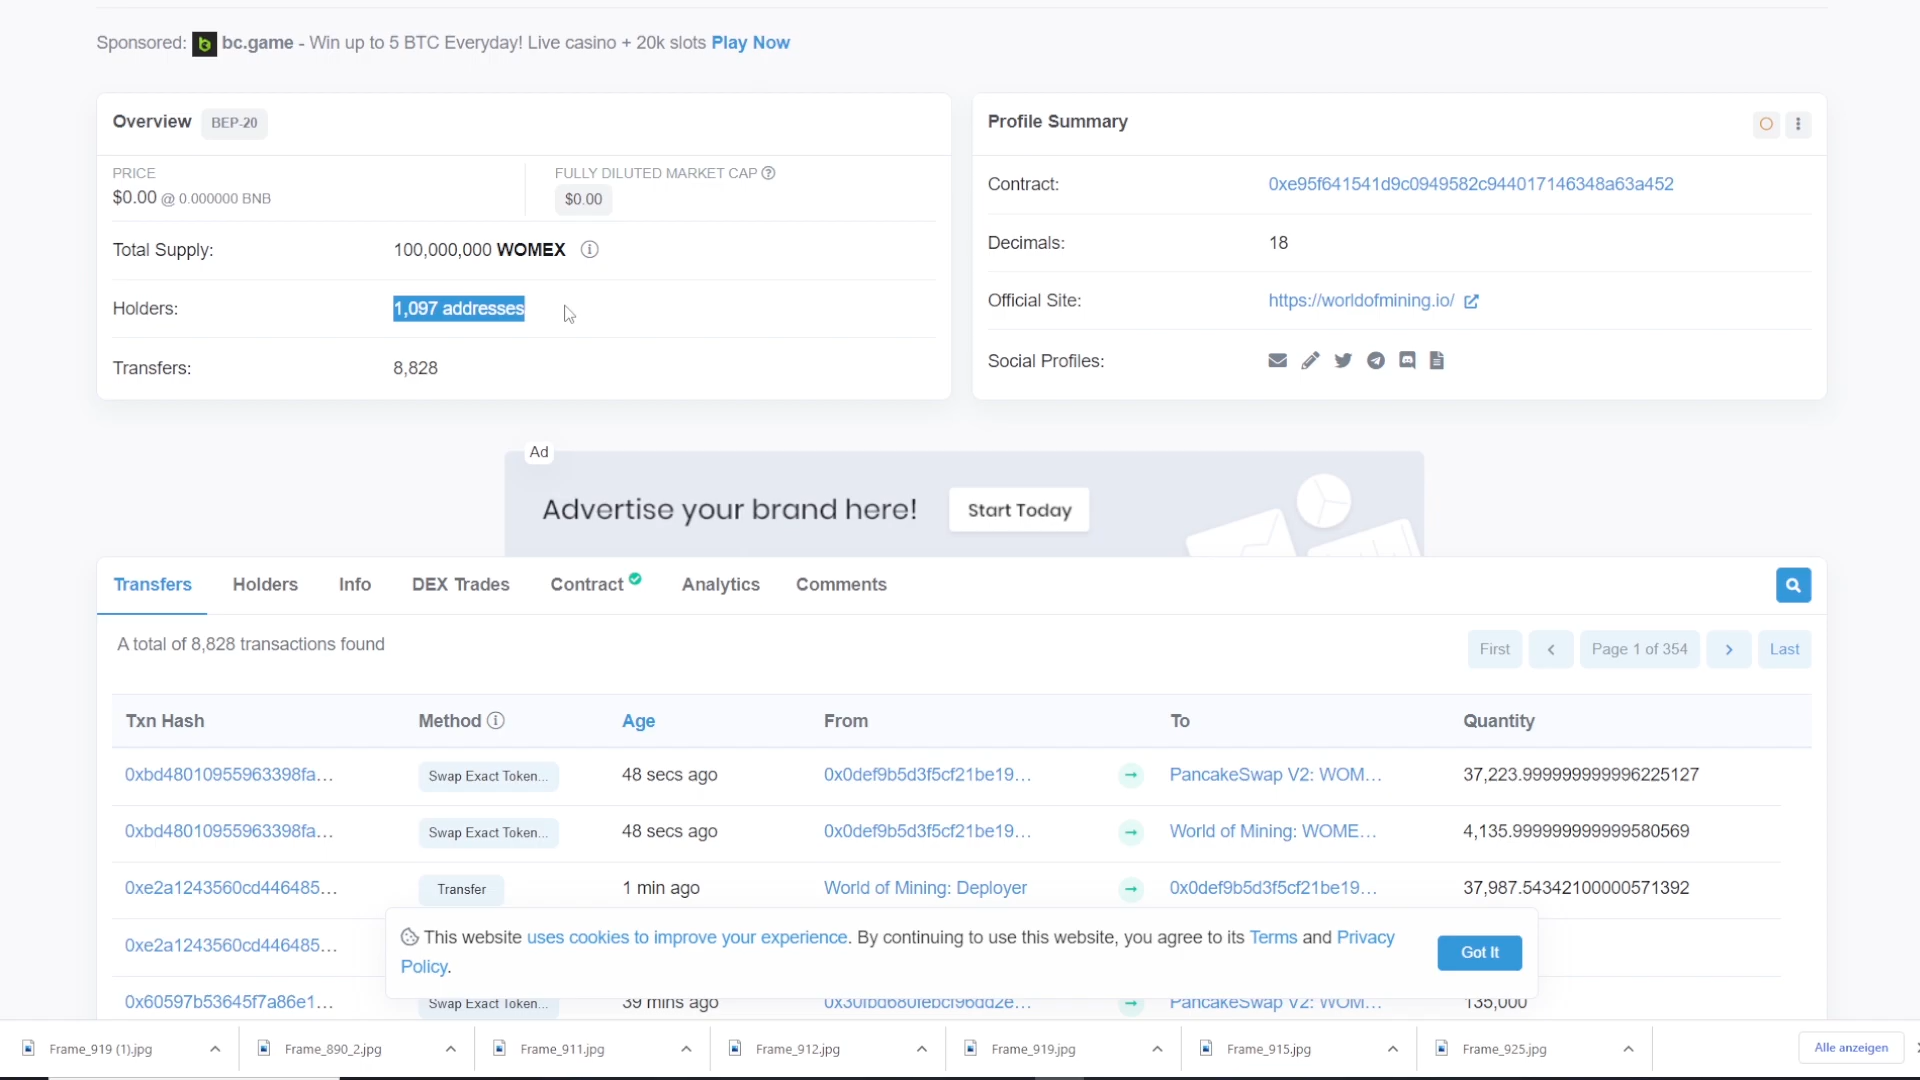 Sponsored: bc.game - Win up to 5 BTC Everyday! Live casino + 20k slots Play Now
Overview BEP-20
PRICE
$0.00 @ 0.000000 BNB
FULLY DILUTED MARKET CAP
$0.00
Total Supply: 100,000,000 WOMEX
Holders: 1,097 addresses
Transfers: 8,828
Profile Summary
Contract: 0xe95f641541d9c0949582c944017146348a63a452
Decimals: 18
Official Site: https://worldofmining.io/
Social Profiles:
Ad
Advertise your brand here! Start Today
Transfers Holders Info DEX Trades Contract Analytics Comments
A total of 8,828 transactions found
First Page 1 of 354 Last
Txn Hash Method Age From To Quantity
0xbd48010955963398fa... Swap Exact Token... 48 secs ago 0x0def9b5d3f5cf21be19... PancakeSwap V2: WOM... 37,223.999999999996225127
0xbd48010955963398fa... Swap Exact Token... 48 secs ago 0x0def9b5d3f5cf21be19... World of Mining: WOME... 4,135.999999999999580569
0xe2a1243560cd446485... Transfer 1 min ago World of Mining: Deployer 0x0def9b5d3f5cf21be19... 37,987.54342100000571392
0xe2a1243560cd446485...
This website uses cookies to improve your experience. By continuing to use this website, you agree to its Terms and Privacy
Policy.
Got It
0x60597b53645f7a86e1... Swap Exact Token... 39 mins ago PancakeSwap V2: WOM... 135,000
Frame_919 (1).jpg Frame_890_2.jpg Frame_911.jpg Frame_912.jpg Frame_919.jpg Frame_915.jpg Frame_925.jpg Alle anzeigen